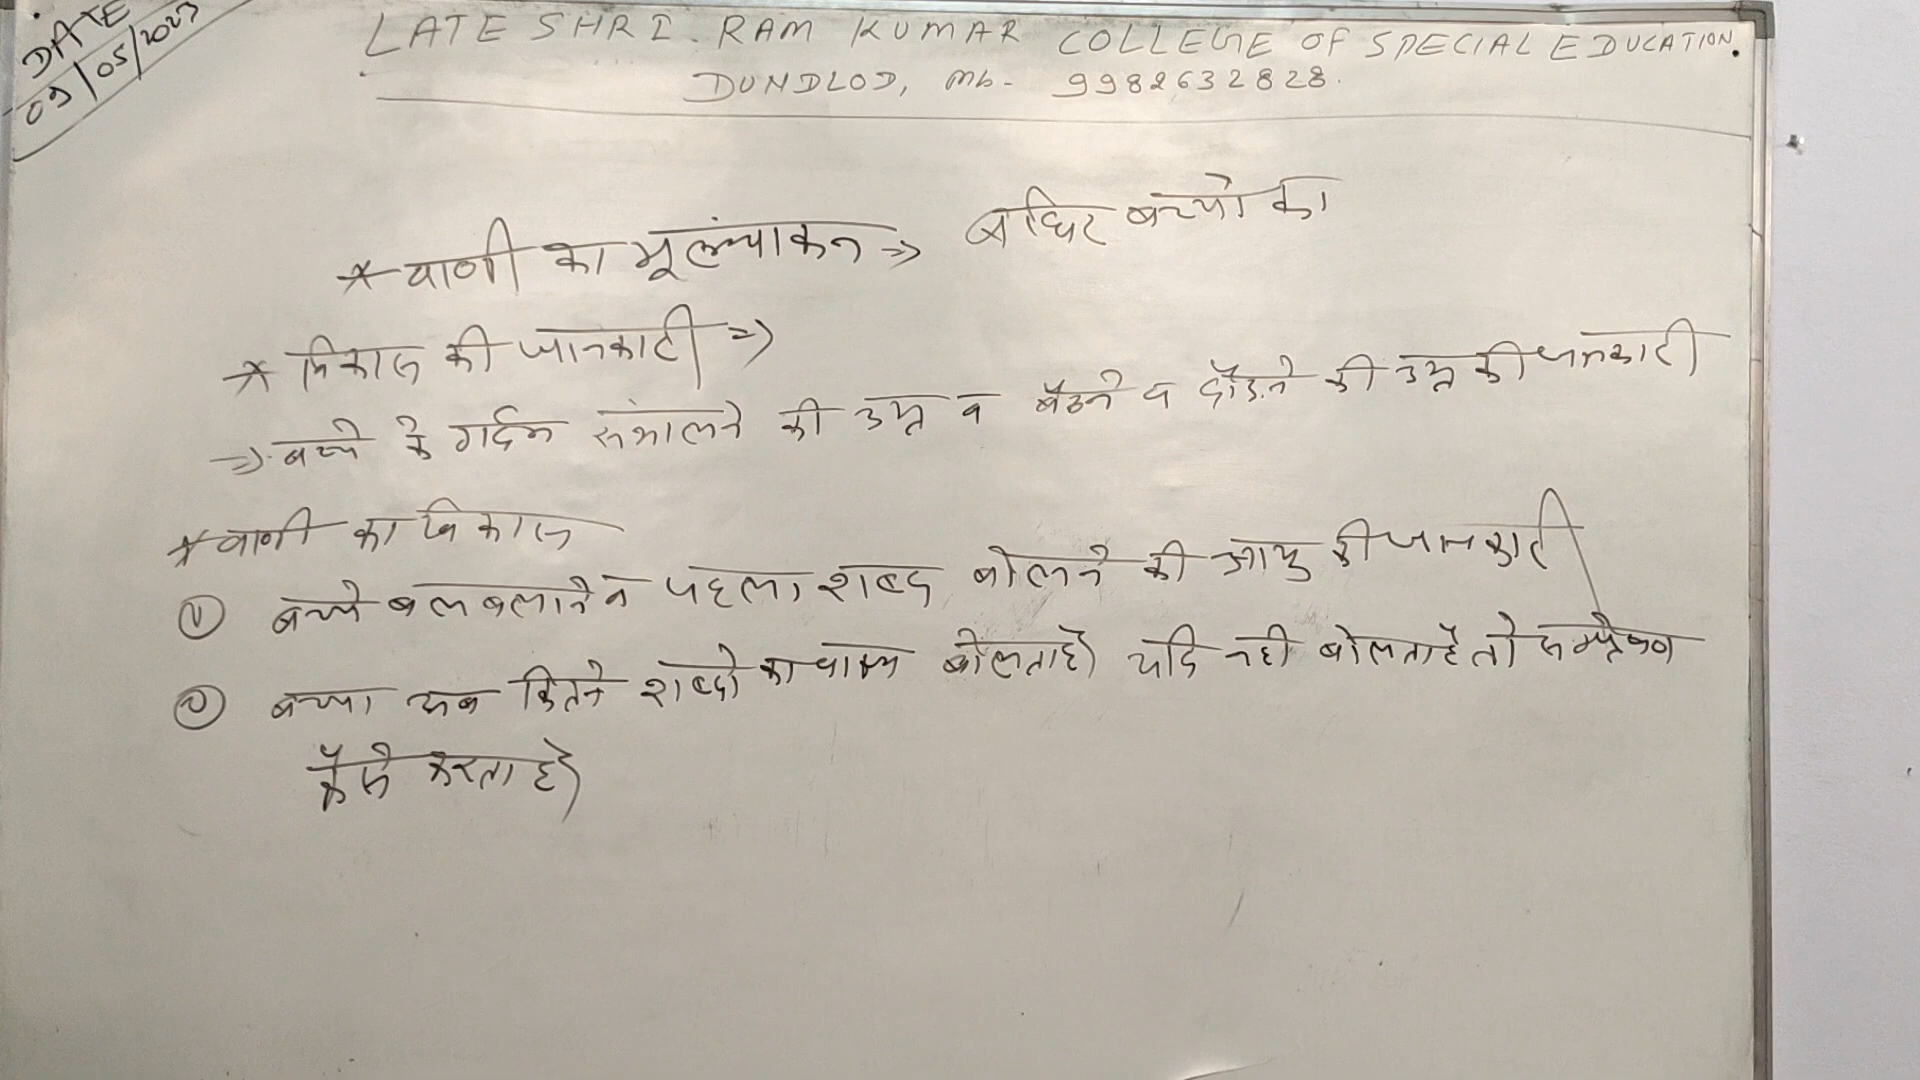 DATE
09/05/2023
LATE SHRI. RAM KUMAR COLLEGE OF SPECIAL EDUCATION.
DUNDLOD, Mb- 9982632828.
* वाणी का मूल्यांकन => बधिर बच्चो का
* विकास की जानकारी =>
=> बच्चे के गर्दन संभालने की उम्र व बैठने व दौड़ने की उम्र की जानकारी
* वाणी का विकास
① बच्चे बलबलाने व पहला शब्द बोलने की आयु की जानकारी
② बच्चा अब कितने शब्दो का वाक्य बोलता है) यदि नही बोलता है तो सम्प्रेषण
कैसे करता है)